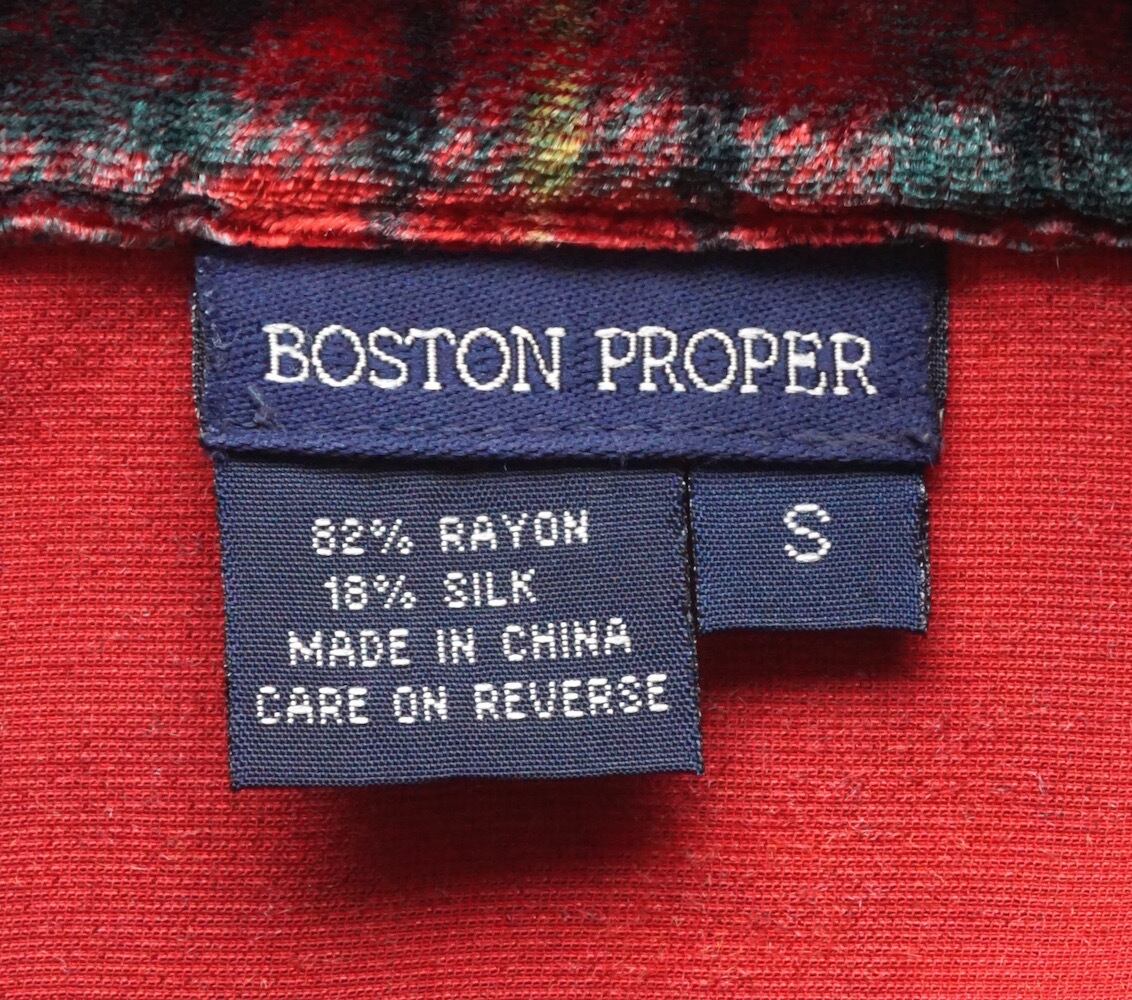 BOSTON PROPER
82% RAYON
18% SILK
MADE IN CHINA
CARE ON REVERSE
S